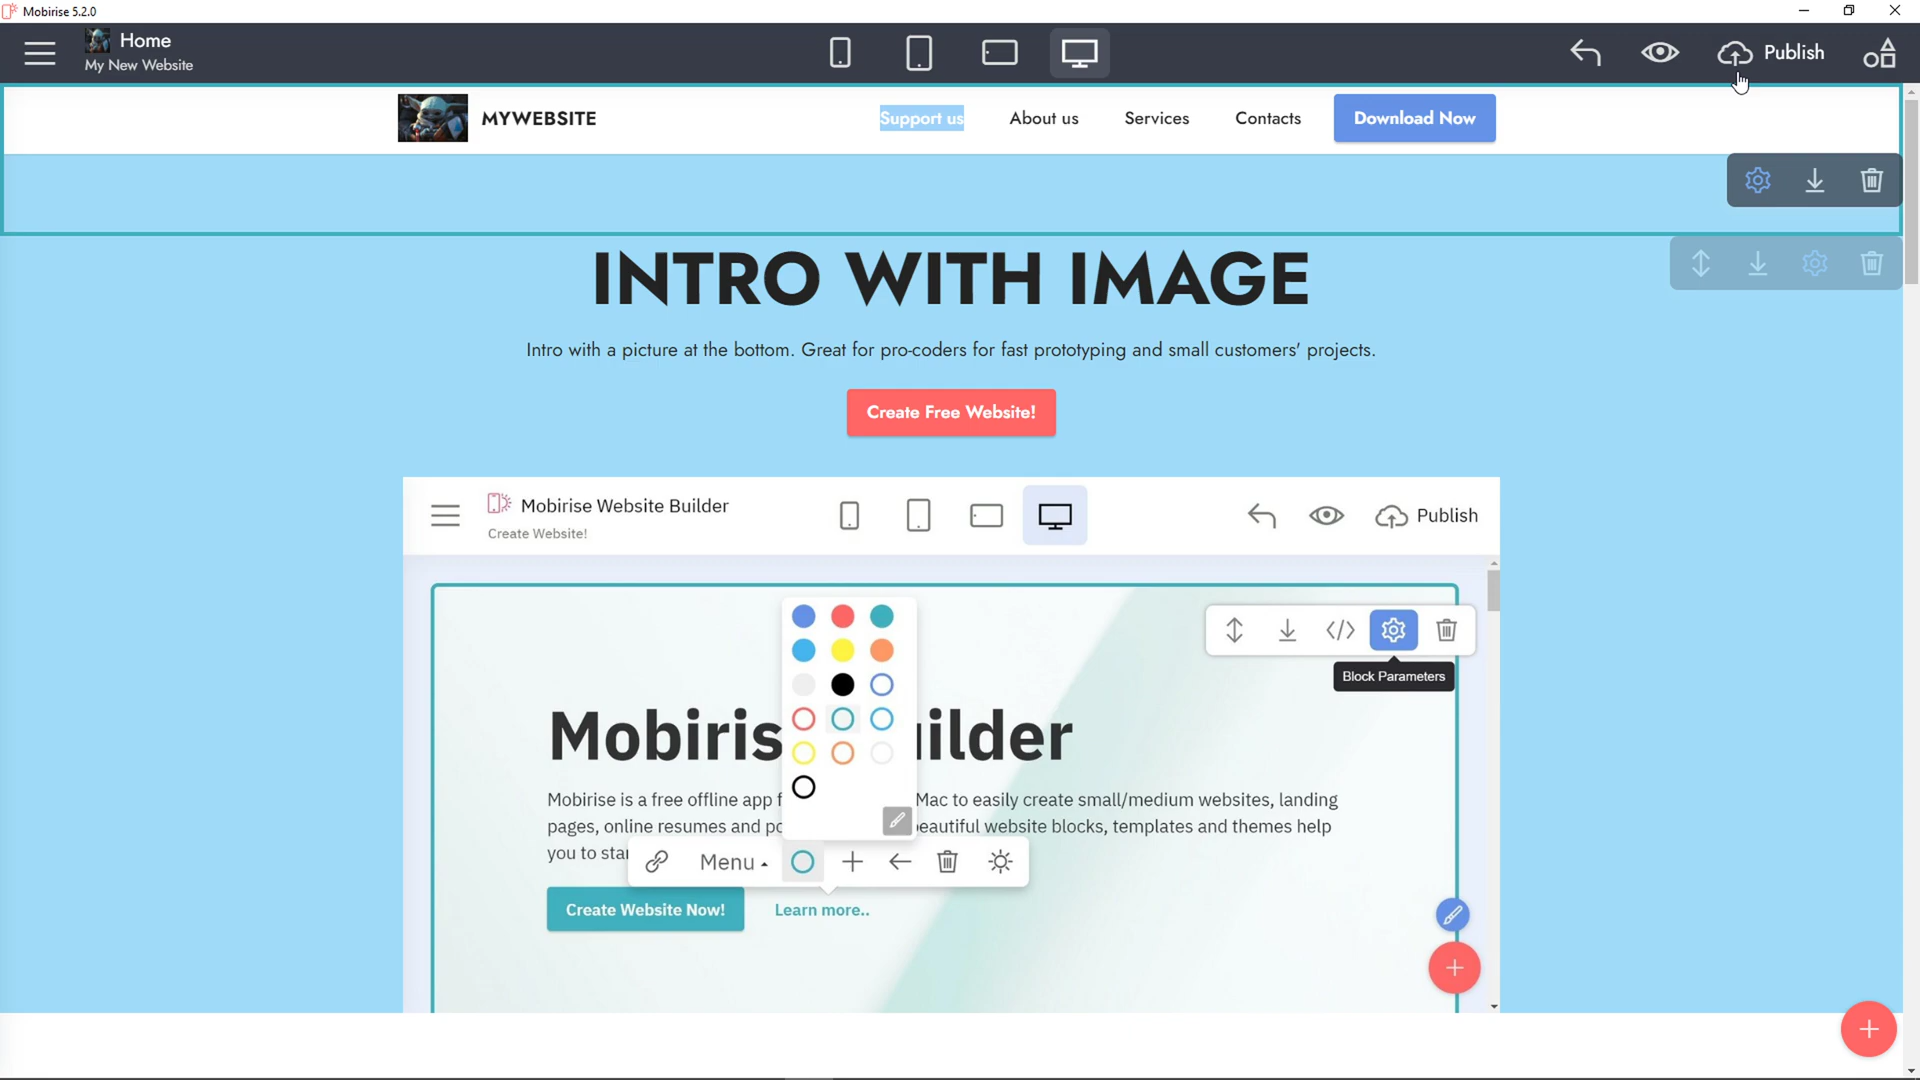 Mobirise 5.2.0
Home
My New Website
Publish
MYWEBSITE
Support us
About us
Services
Contacts
Download Now
INTRO WITH IMAGE
Intro with a picture at the bottom. Great for pro-coders for fast prototyping and small customers' projects.
Create Free Website!
Mobirise Website Builder
Create Website!
Publish
Block Parameters
Mobiris ilder
Mobirise is a free offline app Mac to easily create small/medium websites, landing
pages, online resumes and eautiful website blocks, templates and themes help
you to
Menu
Create Website Now!
Learn more..